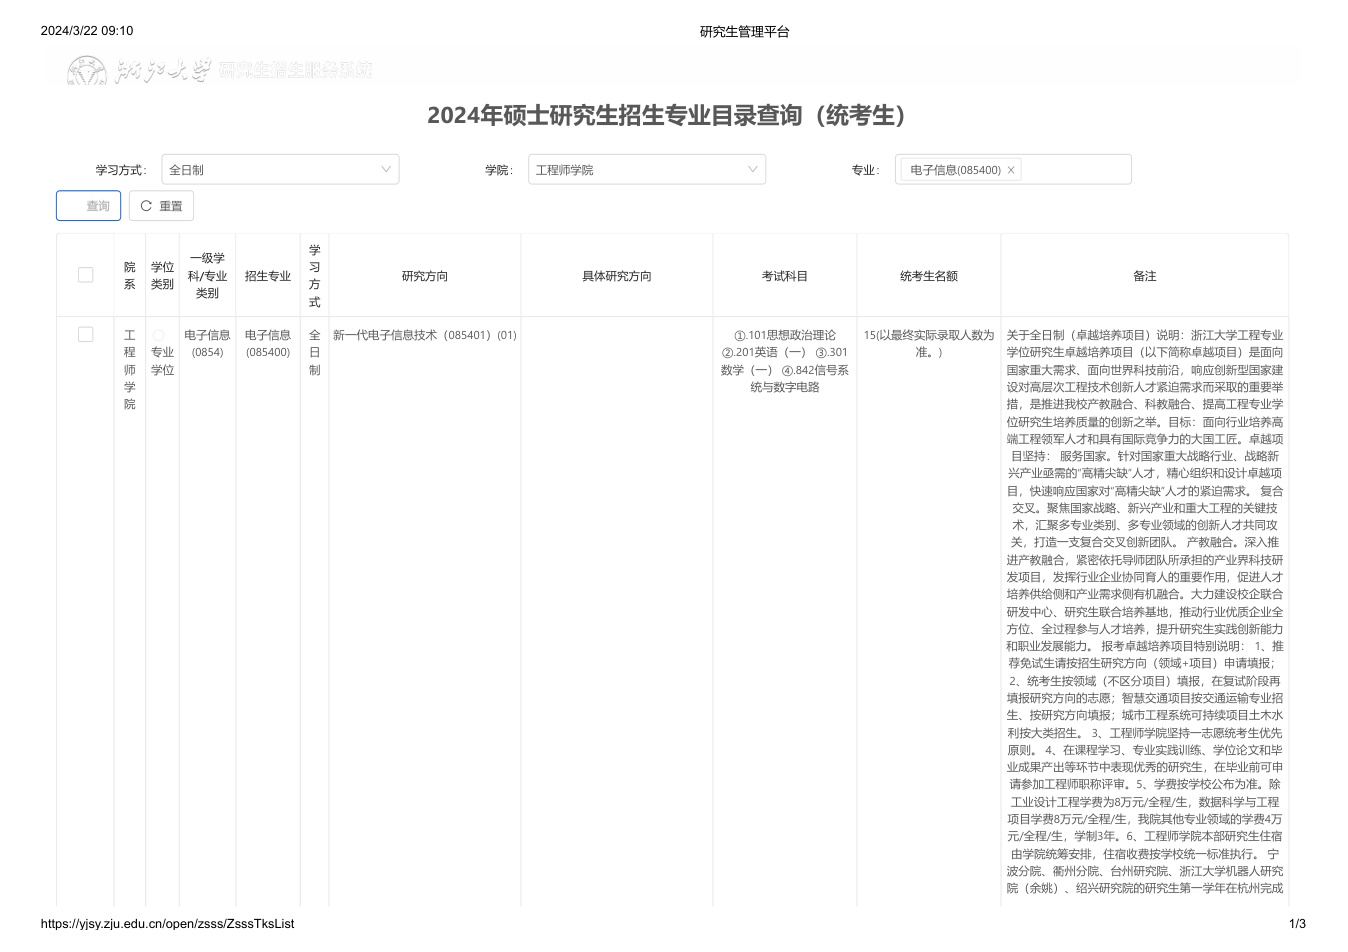 2024/3/22 09:10
研究生管理平台
浙江大学 研究生招生服务系统
2024年硕士研究生招生专业目录查询（统考生）
学习方式： 全日制 学院： 工程师学院 专业： 电子信息(085400) ×
查询 重置
院系 学位类别 一级学科/专业类别 招生专业 学习方式 研究方向 具体研究方向 考试科目 统考生名额 备注
工程师学院
专业学位
电子信息(0854)
电子信息(085400)
全日制
新一代电子信息技术（085401）(01)
①.101思想政治理论
②.201英语（一） ③.301
数学（一） ④.842信号系
统与数字电路
15(以最终实际录取人数为
准。)
关于全日制（卓越培养项目）说明：浙江大学工程专业
学位研究生卓越培养项目（以下简称卓越项目）是面向
国家重大需求、面向世界科技前沿，响应创新型国家建
设对高层次工程技术创新人才紧迫需求而采取的重要举
措，是推进我校产教融合、科教融合、提高工程专业学
位研究生培养质量的创新之举。目标：面向行业培养高
端工程领军人才和具有国际竞争力的大国工匠。卓越项
目坚持： 服务国家。针对国家重大战略行业、战略新
兴产业亟需的“高精尖缺”人才，精心组织和设计卓越项
目，快速响应国家对“高精尖缺”人才的紧迫需求。 复合
交叉。聚焦国家战略、新兴产业和重大工程的关键技
术，汇聚多专业类别、多专业领域的创新人才共同攻
关，打造一支复合交叉创新团队。 产教融合。深入推
进产教融合，紧密依托导师团队所承担的产业界科技研
发项目，发挥行业企业协同育人的重要作用，促进人才
培养供给侧和产业需求侧有机融合。大力建设校企联合
研发中心、研究生联合培养基地，推动行业优质企业全
方位、全过程参与人才培养，提升研究生实践创新能力
和职业发展能力。 报考卓越培养项目特别说明： 1、推
荐免试生请按招生研究方向（领域+项目）申请填报；
2、统考生按领域（不区分项目）填报，在复试阶段再
填报研究方向的志愿；智慧交通项目按交通运输专业招
生、按研究方向填报；城市工程系统可持续项目土木水
利按大类招生。 3、工程师学院坚持一志愿统考生优先
原则。 4、在课程学习、专业实践训练、学位论文和毕
业成果产出等环节中表现优秀的研究生，在毕业前可申
请参加工程师职称评审。5、学费按学校公布为准。除
工业设计工程学费为8万元/全程/生，数据科学与工程
项目学费8万元/全程/生，我院其他专业领域的学费4万
元/全程/生，学制3年。6、工程师学院本部研究生住宿
由学院统筹安排，住宿收费按学校统一标准执行。 宁
波分院、衢州分院、台州研究院、浙江大学机器人研究
院（余姚）、绍兴研究院的研究生第一学年在杭州完成
https://yjsy.zju.edu.cn/open/zsss/ZsssTksList
1/3